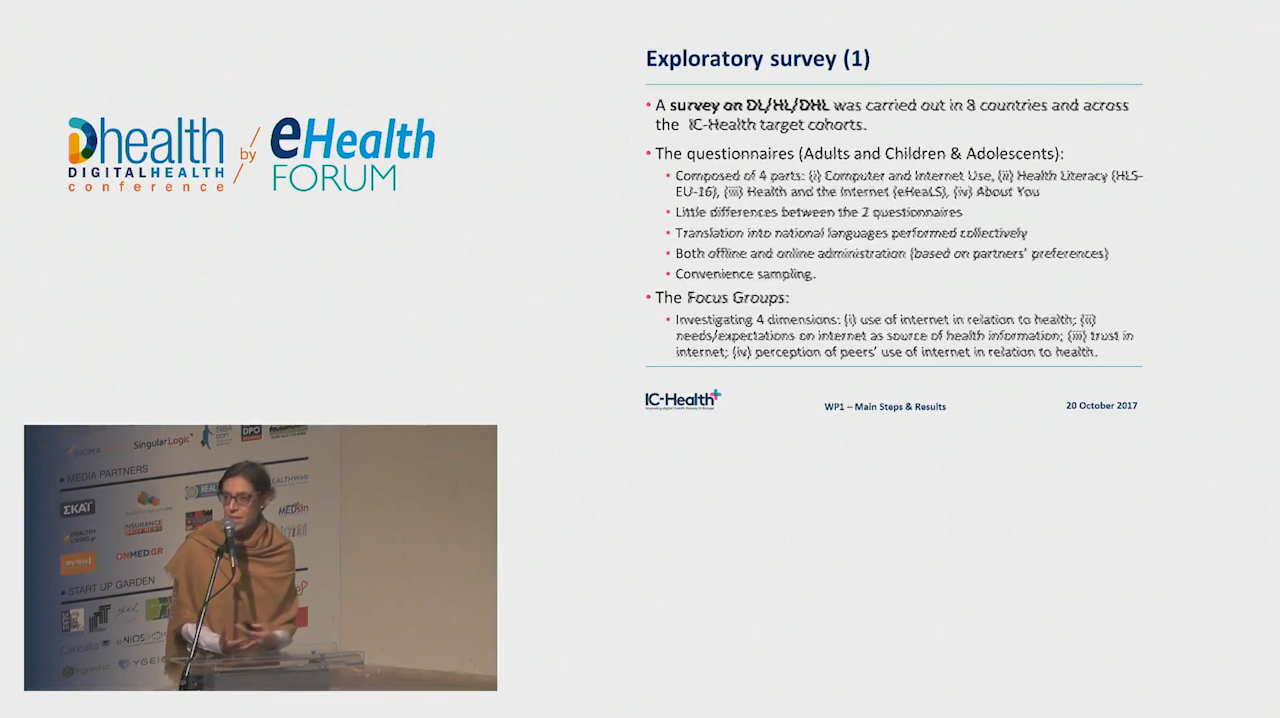 Dhealth
DIGITALHEALTH
conference
by
eHealth
FORUM
Exploratory survey (1)
• A survey on DL/HL/DHL was carried out in 8 countries and across
the IC-Health target cohorts.
• The questionnaires (Adults and Children & Adolescents):
• Composed of 4 parts: (i) Computer and Internet Use, (ii) Health Literacy (HLS-
EU-16), (iii) Health and the Internet (eHeaLS), (iv) About You
• Little differences between the 2 questionnaires
• Translation into national languages performed collectively
• Both offline and online administration (based on partners' preferences)
• Convenience sampling.
• The Focus Groups:
• Investigating 4 dimensions: (i) use of internet in relation to health; (ii)
needs/expectations on internet as source of health information; (iii) trust in
internet; (iv) perception of peers' use of internet in relation to health.
IC-Health
WP1 – Main Steps & Results
20 October 2017
SingularLogic
DPO
MEDIA PARTNERS
ΣΚΑΪ
INSURANCE
ONMED.GR
START UP GARDEN